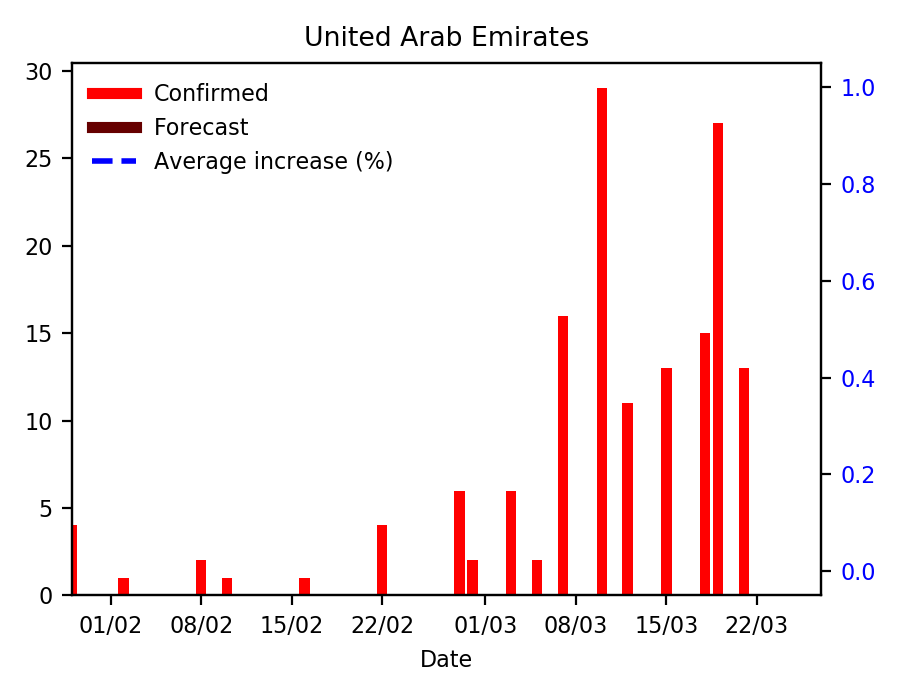 United Arab Emirates
Confirmed
Forecast
Average increase (%)
30
25
20
15
10
5
0
1.0
0.8
0.6
0.4
0.2
0.0
01/02 08/02 15/02 22/02 01/03 08/03 15/03 22/03
Date